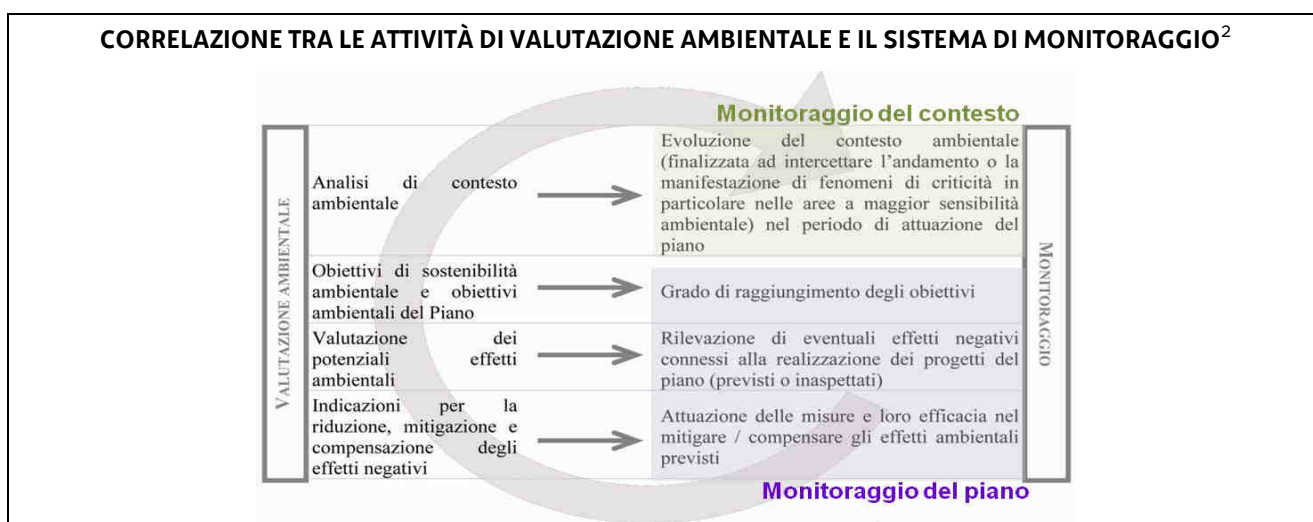 CORRELAZIONE TRA LE ATTIVITÀ DI VALUTAZIONE AMBIENTALE E IL SISTEMA DI MONITORAGGIO²
Monitoraggio del contesto
VALUTAZIONE AMBIENTALE
Analisi di contesto
ambientale
Evoluzione del contesto ambientale
(finalizzata ad intercettare l'andamento o la
manifestazione di fenomeni di criticità in
particolare nelle aree a maggior sensibilità
ambientale) nel periodo di attuazione del
piano
Obiettivi di sostenibilità
ambientale e obiettivi
ambientali del Piano
Grado di raggiungimento degli obiettivi
Valutazione dei
potenziali effetti
ambientali
Rilevazione di eventuali effetti negativi
connessi alla realizzazione dei progetti del
piano (previsti o inaspettati)
Indicazioni per la
riduzione, mitigazione e
compensazione degli
effetti negativi
Attuazione delle misure e loro efficacia nel
mitigare / compensare gli effetti ambientali
previsti
MONITORAGGIO
Monitoraggio del piano